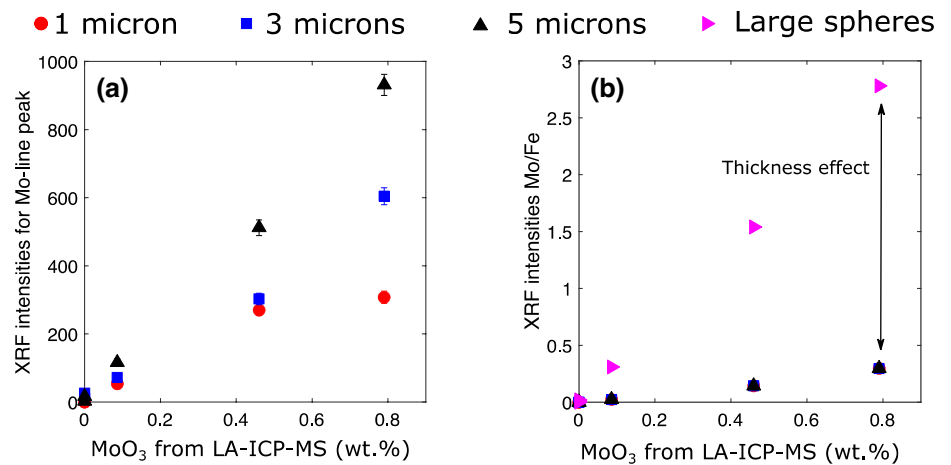 1 micron 3 microns 5 microns Large spheres
(a)
XRF intensities for Mo-line peak
1000
800
600
400
200
0
0 0.2 0.4 0.6 0.8
MoO3 from LA-ICP-MS (wt.%)
(b)
XRF intensities Mo/Fe
3
2.5
2
1.5
1
0.5
0
Thickness effect
0 0.2 0.4 0.6 0.8
MoO3 from LA-ICP-MS (wt.%)